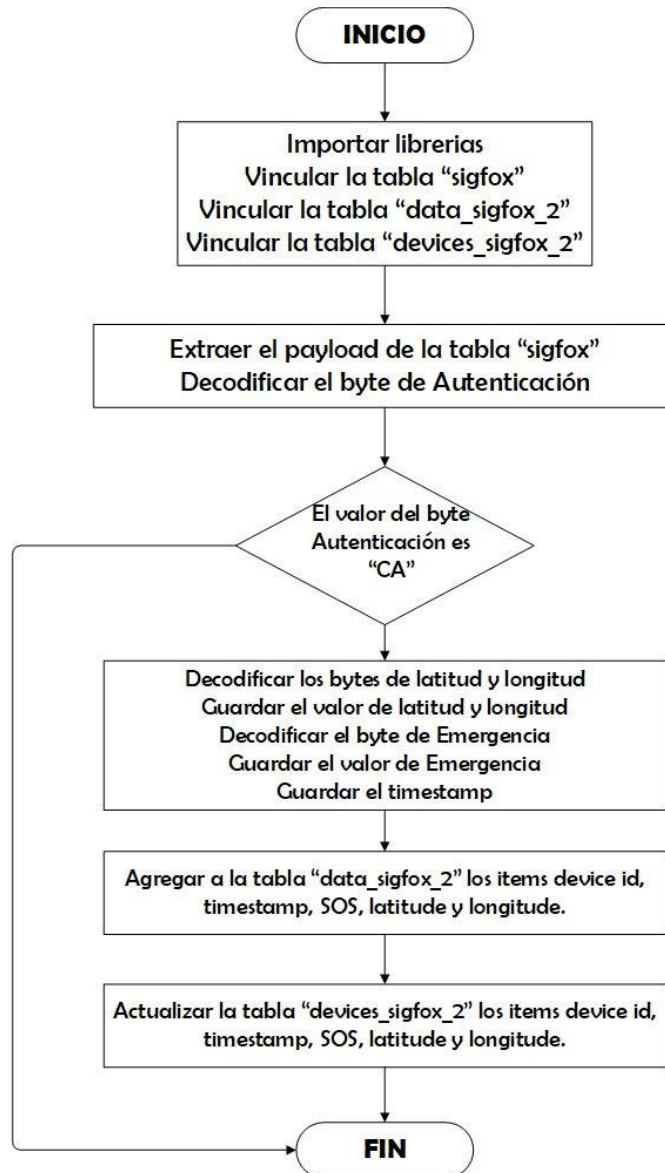 INICIO
Importar librerias
Vincular la tabla “sigfox”
Vincular la tabla “data_sigfox_2”
Vincular la tabla “devices_sigfox_2”
Extraer el payload de la tabla “sigfox”
Decodificar el byte de Autenticación
El valor del byte
Autenticación es
“CA”
Decodificar los bytes de latitud y longitud
Guardar el valor de latitud y longitud
Decodificar el byte de Emergencia
Guardar el valor de Emergencia
Guardar el timestamp
Agregar a la tabla “data_sigfox_2” los items device id,
timestamp, SOS, latitude y longitude.
Actualizar la tabla “devices_sigfox_2” los items device id,
timestamp, SOS, latitude y longitude.
FIN